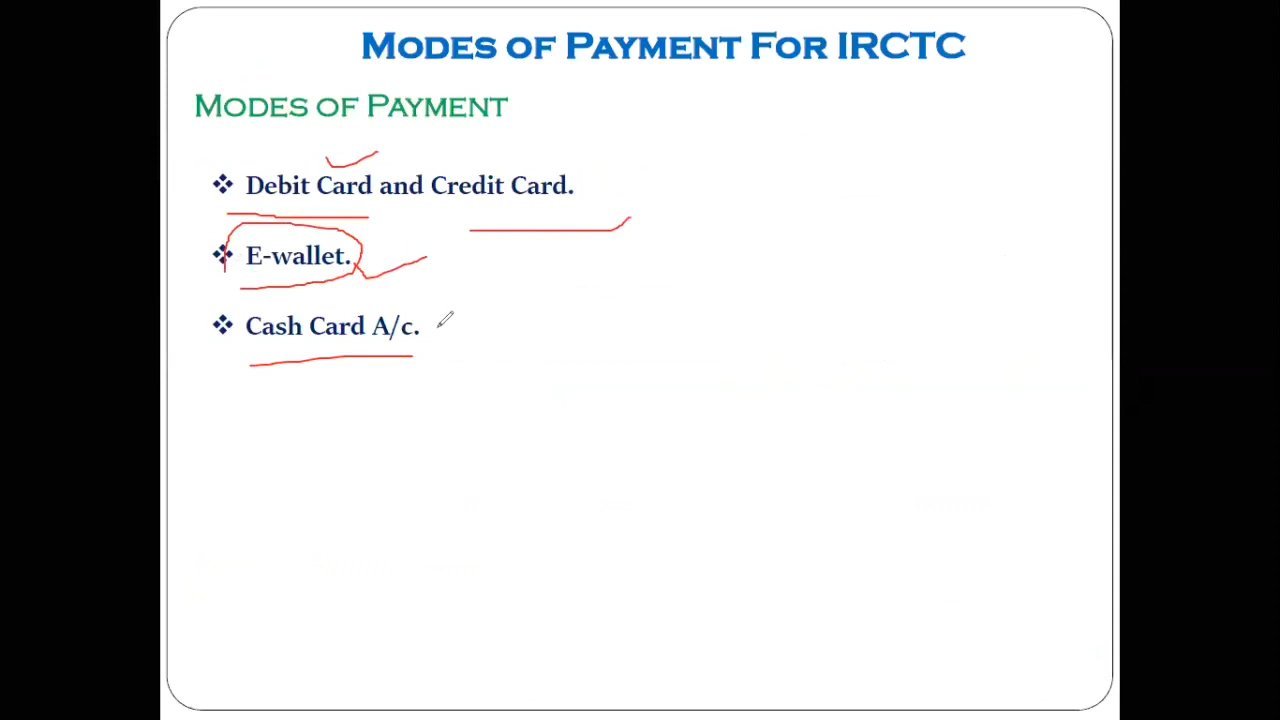 Modes of Payment For IRCTC
Modes of Payment
❖ Debit Card and Credit Card.
❖ E-wallet.
❖ Cash Card A/c.